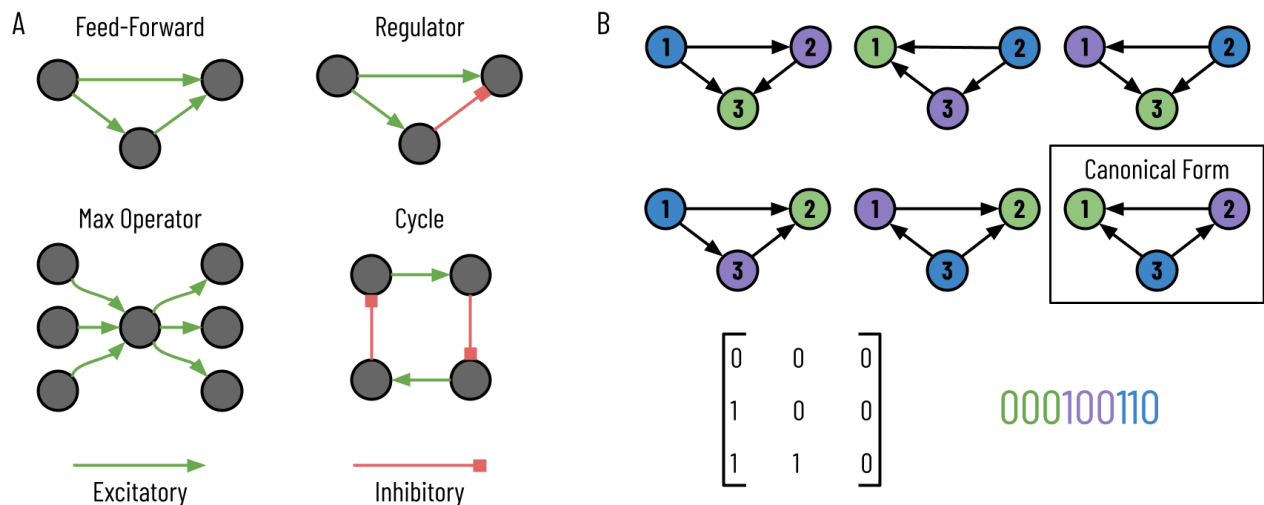 A
Feed-Forward
Regulator
Max Operator
Cycle
Excitatory
Inhibitory
B
1 2
3
1 2
3
1 2
3
1 2
3
1 2
3
Canonical Form
1 2
3
0 0 0
1 0 0
1 1 0
000100110